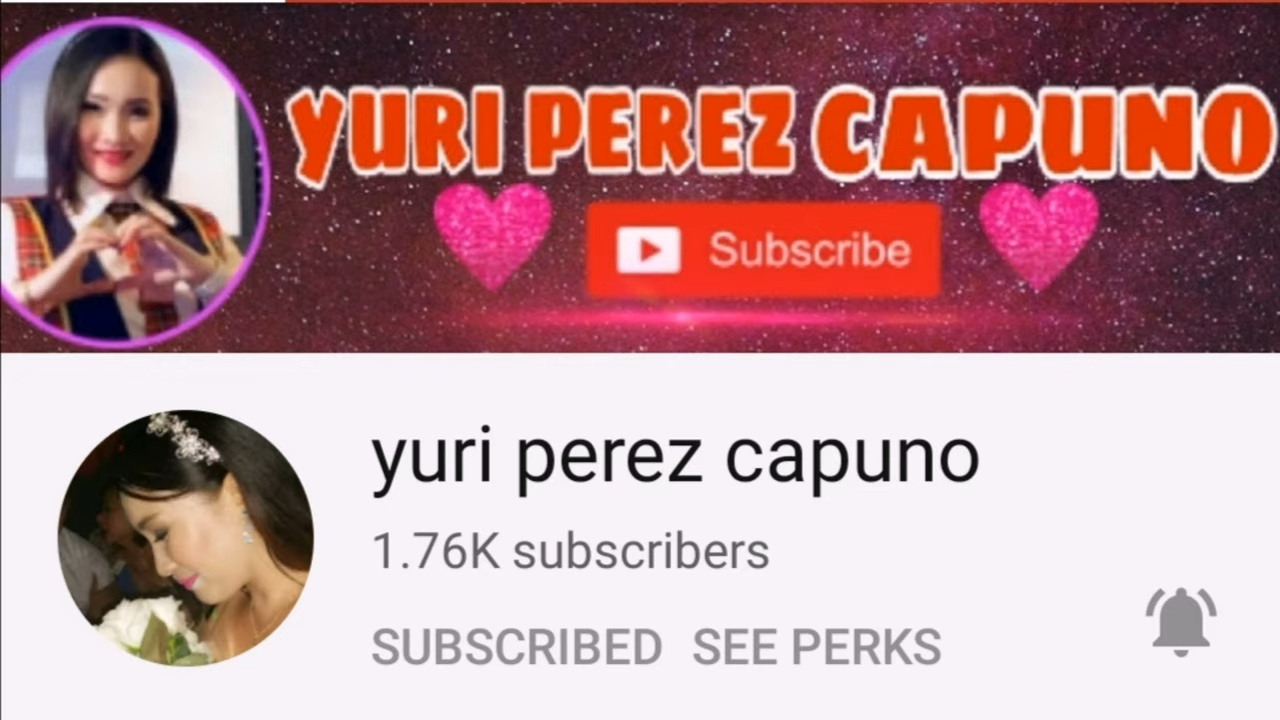 YURI PEREZ CAPUNO
Subscribe
yuri perez capuno
1.76K subscribers
SUBSCRIBED SEE PERKS